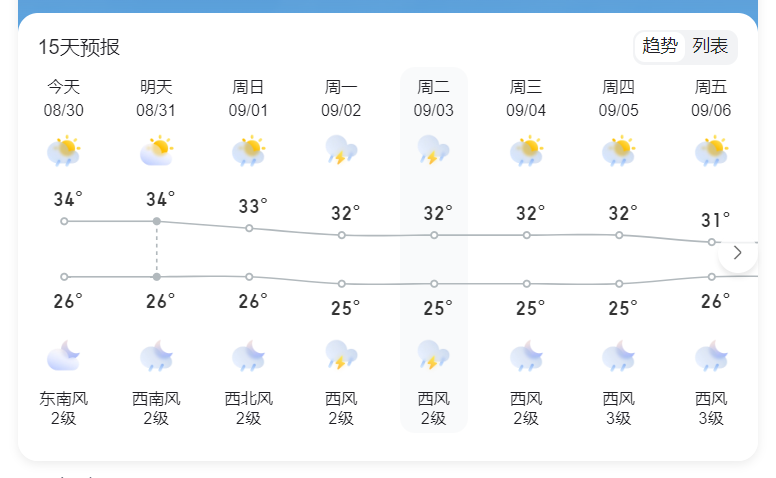 15天预报
趋势 列表
今天 明天 周日 周一 周二 周三 周四 周五
08/30 08/31 09/01 09/02 09/03 09/04 09/05 09/06
34° 34° 33° 32° 32° 32° 32° 31°
26° 26° 26° 25° 25° 25° 25° 26°
东南风 西南风 西北风 西风 西风 西风 西风 西风
2级 2级 2级 2级 2级 2级 3级 3级